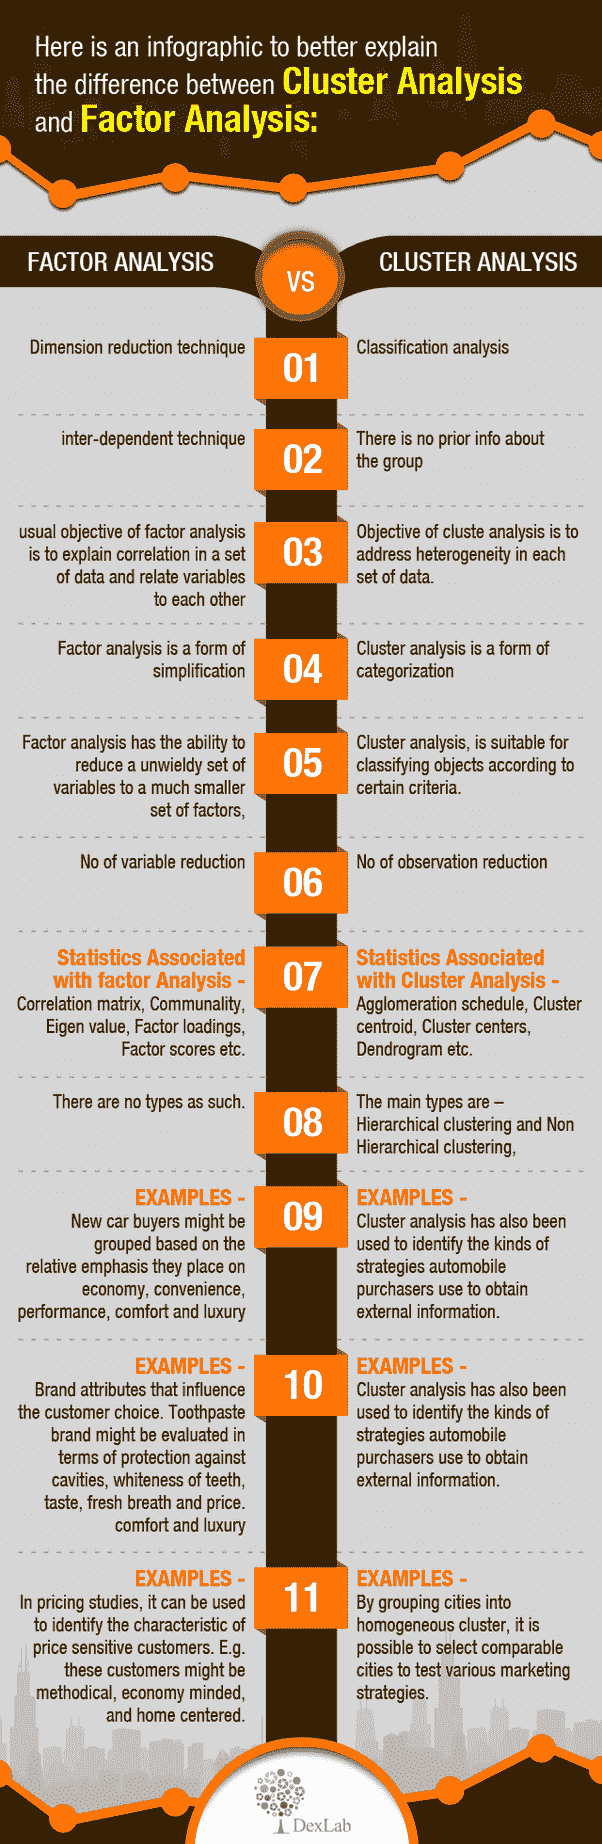 Here is an infographic to better explain
the difference between Cluster Analysis
and Factor Analysis:
FACTOR ANALYSIS
VS
CLUSTER ANALYSIS
Dimension reduction technique
01
Classification analysis
inter-dependent technique
02
There is no prior info about
the group
usual objective of factor analysis
is to explain correlation in a set
of data and relate variables
to each other
03
Objective of cluste analysis is to
address heterogeneity in each
set of data.
Factor analysis is a form of
simplification
04
Cluster analysis is a form of
categorization
Factor analysis has the ability to
reduce a unwieldy set of
variables to a much smaller
set of factors,
05
Cluster analysis, is suitable for
classifying objects according to
certain criteria.
No of variable reduction
06
No of observation reduction
Statistics Associated
with factor Analysis -
Correlation matrix, Communality,
Eigen value, Factor loadings,
Factor scores etc.
07
Statistics Associated
with Cluster Analysis -
Agglomeration schedule, Cluster
centroid, Cluster centers,
Dendrogram etc.
There are no types as such.
08
The main types are –
Hierarchical clustering and Non
Hierarchical clustering,
EXAMPLES -
New car buyers might be
grouped based on the
relative emphasis they place on
economy, convenience,
performance, comfort and luxury
09
EXAMPLES -
Cluster analysis has also been
used to identify the kinds of
strategies automobile
purchasers use to obtain
external information.
EXAMPLES -
Brand attributes that influence
the customer choice. Toothpaste
brand might be evaluated in
terms of protection against
cavities, whiteness of teeth,
taste, fresh breath and price.
comfort and luxury
10
EXAMPLES -
Cluster analysis has also been
used to identify the kinds of
strategies automobile
purchasers use to obtain
external information.
EXAMPLES -
In pricing studies, it can be used
to identify the characteristic of
price sensitive customers. E.g.
these customers might be
methodical, economy minded,
and home centered.
11
EXAMPLES -
By grouping cities into
homogeneous cluster, it is
possible to select comparable
cities to test various marketing
strategies.
DexLab